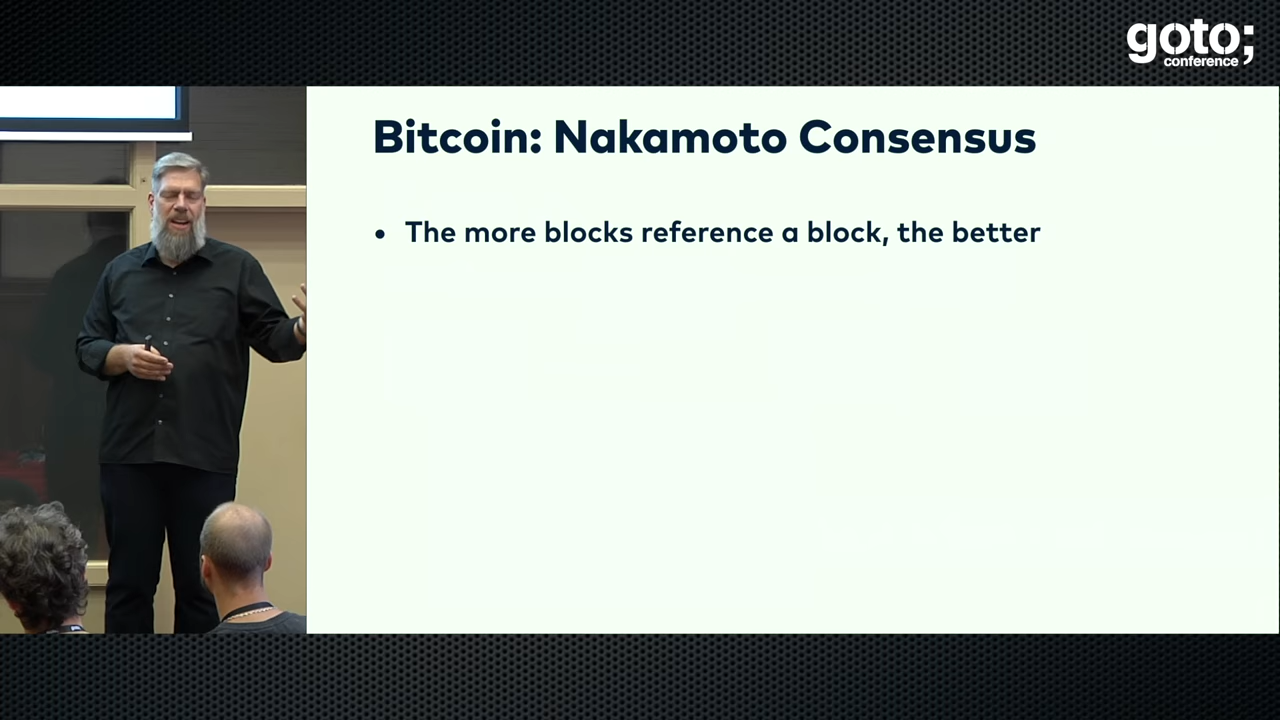 goto;
conference
Bitcoin: Nakamoto Consensus
• The more blocks reference a block, the better